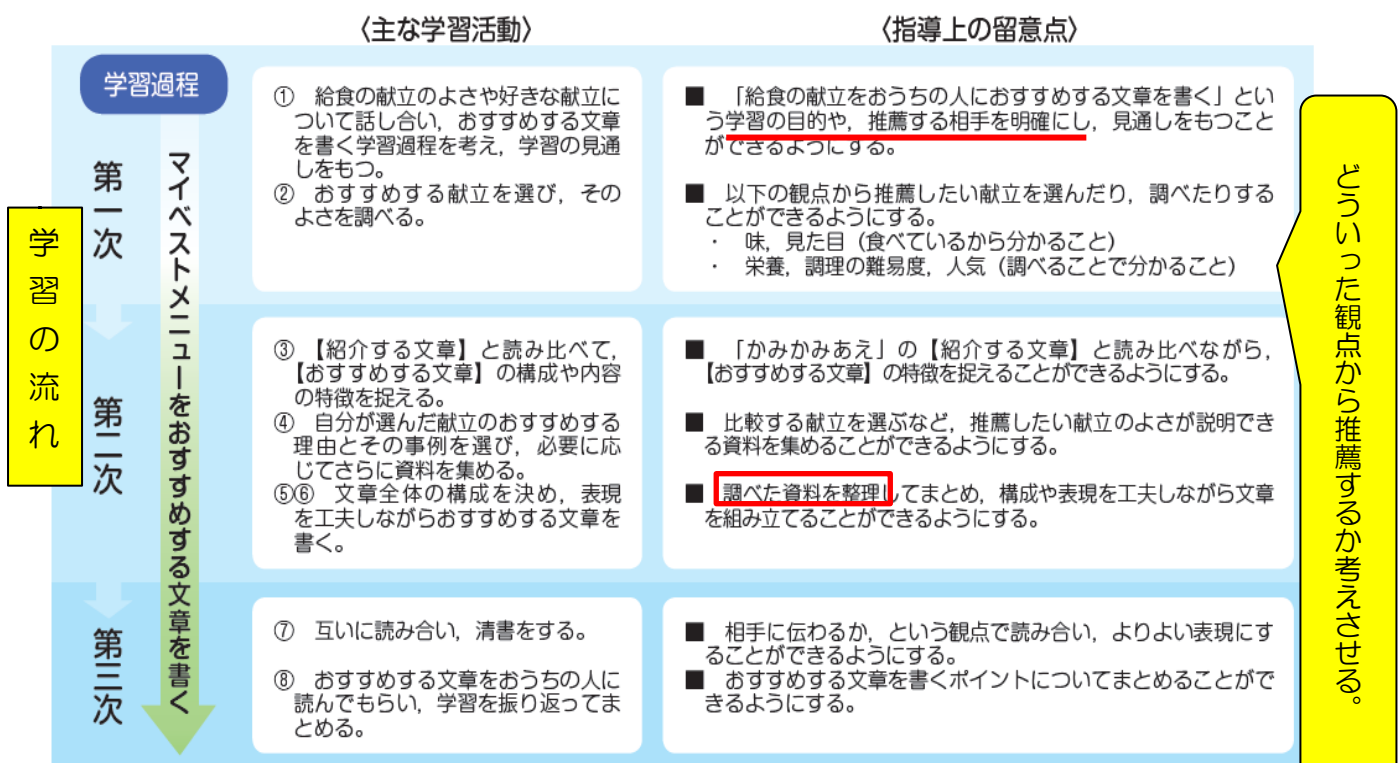 〈主な学習活動〉
〈指導上の留意点〉
学習過程
学習の流れ
マイベストメニューをおすすめする文章を書く
第一次
① 給食の献立のよさや好きな献立に
ついて話し合い，おすすめする文章
を書く学習過程を考え，学習の見通
しをもつ。
② おすすめする献立を選び，その
よさを調べる。
■ 「給食の献立をおうちの人におすすめする文章を書く」とい
う学習の目的や，推薦する相手を明確にし，見通しをもつこと
ができるようにする。
■ 以下の観点から推薦したい献立を選んだり，調べたりする
ことができるようにする。
・ 味，見た目（食べているから分かること）
・ 栄養，調理の難易度，人気（調べることで分かること）
第二次
③ 【紹介する文章】と読み比べて，
【おすすめする文章】の構成や内容
の特徴を捉える。
④ 自分が選んだ献立のおすすめする
理由とその事例を選び，必要に応
じてさらに資料を集める。
⑤⑥ 文章全体の構成を決め，表現
を工夫しながらおすすめする文章を
書く。
■ 「かみかみあえ」の【紹介する文章】と読み比べながら，
【おすすめする文章】の特徴を捉えることができるようにする。
■ 比較する献立を選ぶなど，推薦したい献立のよさが説明でき
る資料を集めることができるようにする。
■ 調べた資料を整理してまとめ，構成や表現を工夫しながら文章
を組み立てることができるようにする。
第三次
⑦ 互いに読み合い，清書をする。
⑧ おすすめする文章をおうちの人に
読んでもらい，学習を振り返ってま
とめる。
■ 相手に伝わるか，という観点で読み合い，よりよい表現にす
ることができるようにする。
■ おすすめする文章を書くポイントについてまとめることがで
きるようにする。
どういった観点から推薦するか考えさせる。